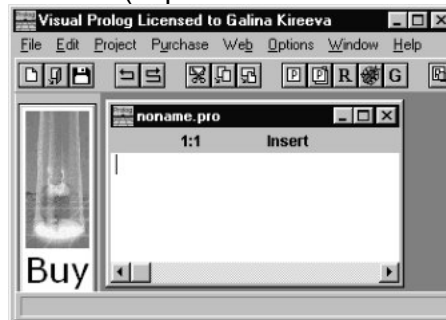 Visual Prolog Licensed to Galina Kireeva
File Edit Project Purchase Web Options Window Help
P P R G
noname.pro
1:1 Insert
Buy